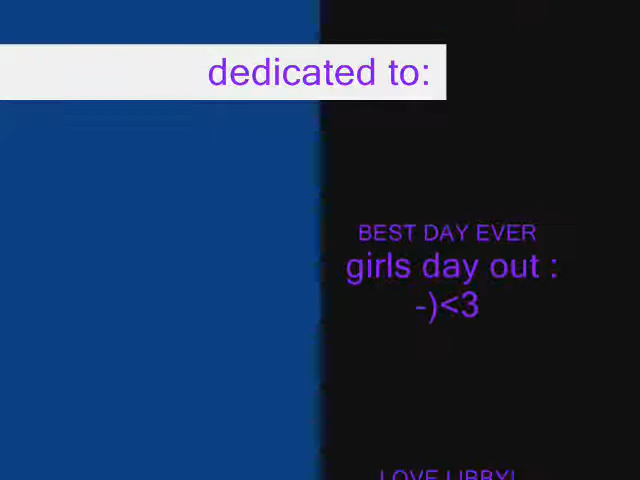 dedicated to:
BEST DAY EVER
girls day out :
-)<3
LOVE LIBBY!